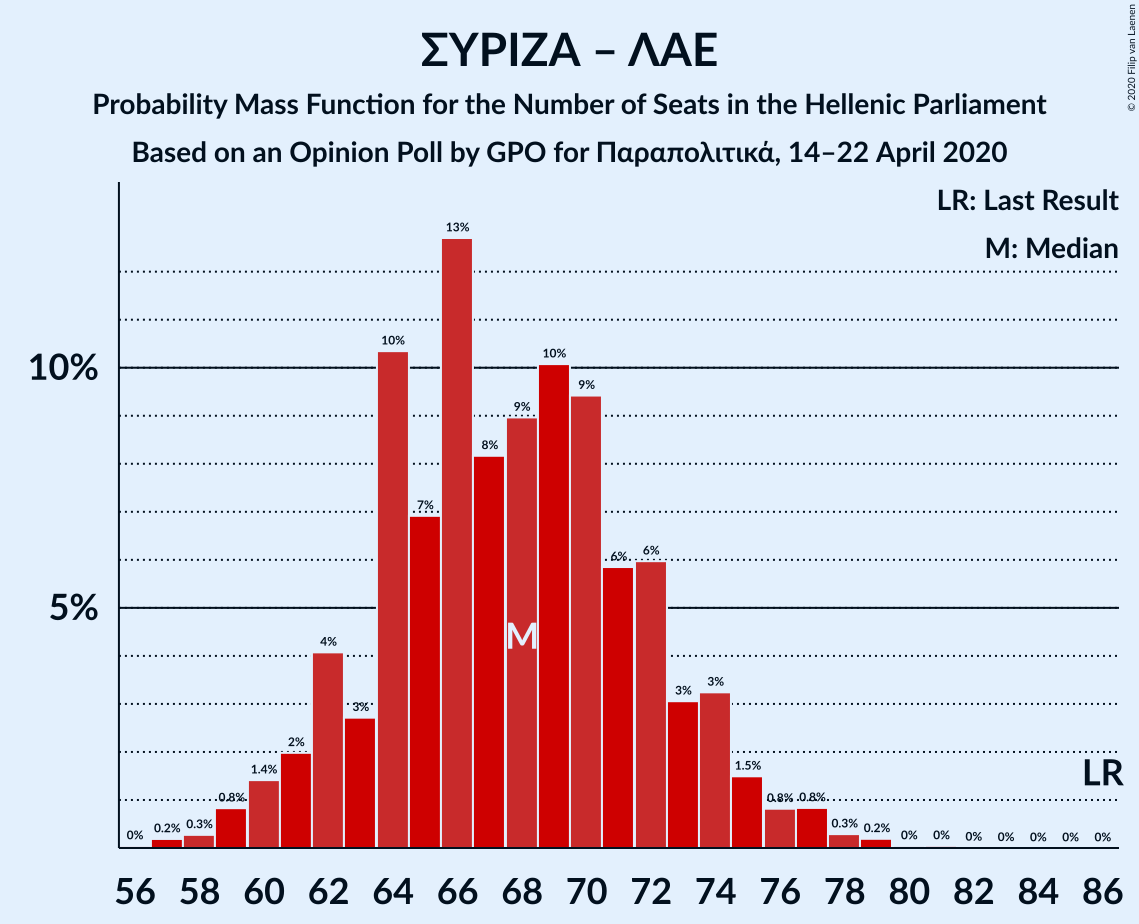 ΣΥΡΙΖΑ – ΛΑΕ
Probability Mass Function for the Number of Seats in the Hellenic Parliament
Based on an Opinion Poll by GPO for Παραπολιτικά, 14–22 April 2020
© 2020 Filip van Laenen
LR: Last Result
M: Median
10%
5%
0% 0.2% 0.3% 0.8% 1.4% 2% 4% 3% 10% 7% 13% 8% 9% 10% 9% 6% 6% 3% 3% 1.5% 0.8% 0.8% 0.3% 0.2% 0% 0% 0% 0% 0% 0% 0%
M
LR
56 58 60 62 64 66 68 70 72 74 76 78 80 82 84 86